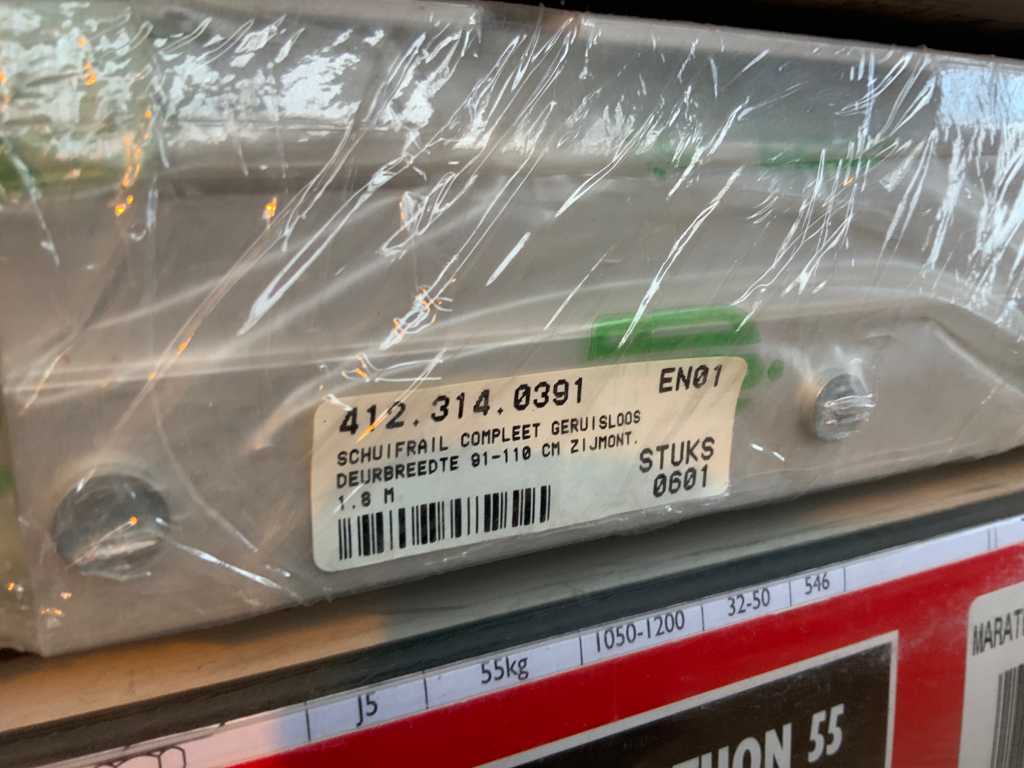 412.314.0391 EN01
SCHUIFRAIL COMPLEET GERUISLOOS
DEURBREEDTE 91-110 CM ZIJMONT.
1.8 M
STUKS
0601
J5 55kg 1050-1200 32-50 546
55